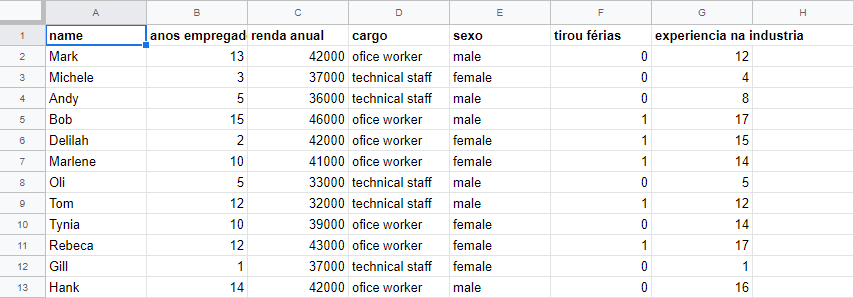 A B C D E F G H
1 name anos empregado renda anual cargo sexo tirou férias experiencia na industria
2 Mark 13 42000 ofice worker male 0 12
3 Michele 3 37000 technical staff female 0 4
4 Andy 5 36000 technical staff male 0 8
5 Bob 15 46000 ofice worker male 1 17
6 Delilah 2 42000 ofice worker female 1 15
7 Marlene 10 41000 ofice worker female 1 14
8 Oli 5 33000 technical staff male 0 5
9 Tom 12 32000 technical staff male 1 12
10 Tynia 10 39000 ofice worker female 0 14
11 Rebeca 12 43000 ofice worker female 1 17
12 Gill 1 37000 technical staff female 0 1
13 Hank 14 42000 ofice worker male 0 16